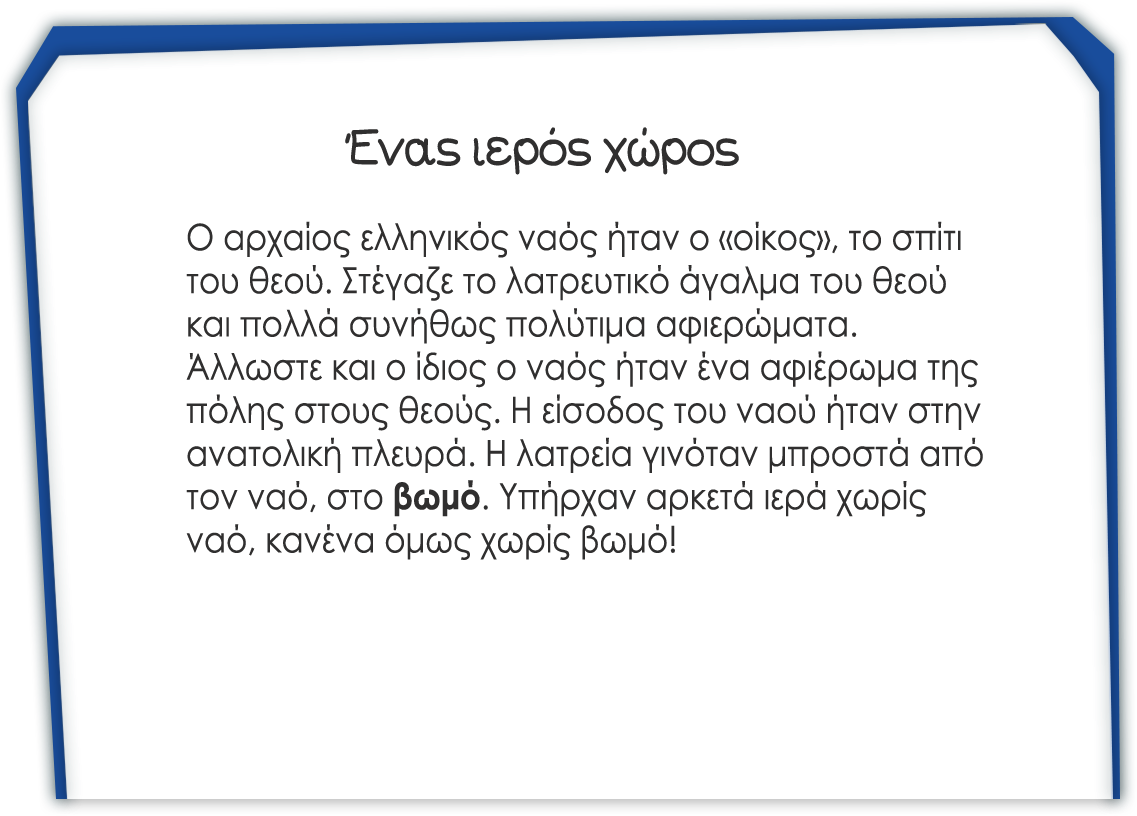 Ένας ιερός χώρος
Ο αρχαίος ελληνικός ναός ήταν ο «οίκος», το σπίτι
του θεού. Στέγαζε το λατρευτικό άγαλμα του θεού
και πολλά συνήθως πολύτιμα αφιερώματα.
Άλλωστε και ο ίδιος ο ναός ήταν ένα αφιέρωμα της
πόλης στους θεούς. Η είσοδος του ναού ήταν στην
ανατολική πλευρά. Η λατρεία γινόταν μπροστά από
τον ναό, στο βωμό. Υπήρχαν αρκετά ιερά χωρίς
ναό, κανένα όμως χωρίς βωμό!